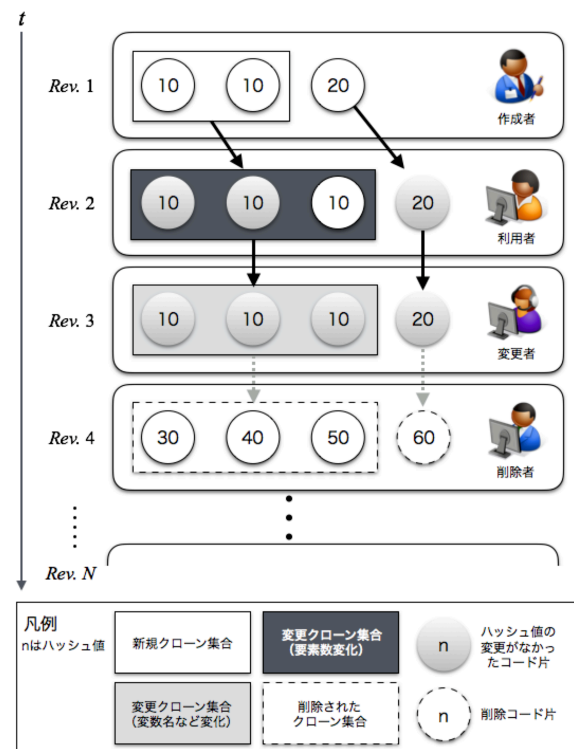 t
Rev. 1
10
10
20
作成者
Rev. 2
10
10
10
20
利用者
Rev. 3
10
10
10
20
変更者
Rev. 4
30
40
50
60
削除者
Rev. N
凡例
nはハッシュ値
新規クローン集合
変更クローン集合
(要素数変化)
n
ハッシュ値の
変更がなかっ
たコード片
変更クローン集合
(変数名など変化)
削除された
クローン集合
n
削除コード片